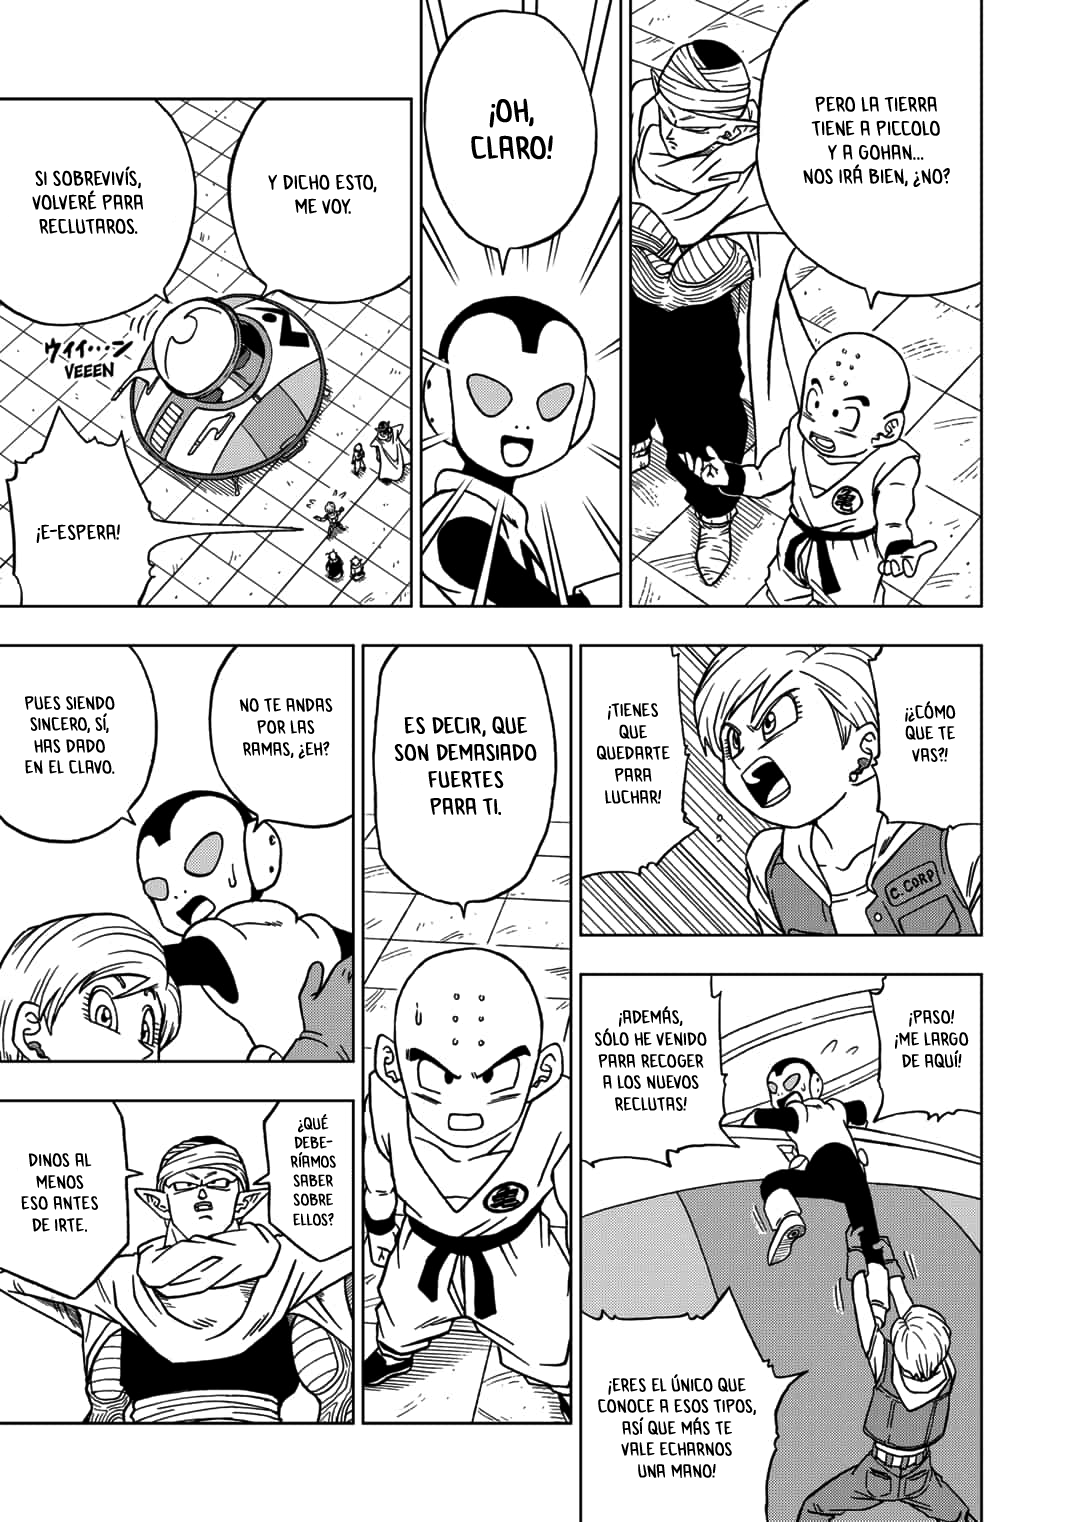 PERO LA TIERRA
TIENE A PICCOLO
Y A GOHAN...
NOS IRÁ BIEN, ¿NO?
亀
¡OH,
CLARO!
Y DICHO ESTO,
ME VOY.
SI SOBREVIVÍS,
VOLVERÉ PARA
RECLUTAROS.
ウィィ・・・ン
VEEEN
¡E-ESPERA!
¡¿CÓMO
QUE TE
VAS?!
¡TIENES
QUE
QUEDARTE
PARA
LUCHAR!
C.CORP
¡PASO!
¡ME LARGO
DE AQUÍ!
¡ADEMÁS,
SÓLO HE VENIDO
PARA RECOGER
A LOS NUEVOS
RECLUTAS!
¡ERES EL ÚNICO QUE
CONOCE A ESOS TIPOS,
ASÍ QUE MÁS TE
VALE ECHARNOS
UNA MANO!
ES DECIR, QUE
SON DEMASIADO
FUERTES
PARA TI.
亀
NO TE ANDAS
POR LAS
RAMAS, ¿EH?
PUES SIENDO
SINCERO, SÍ,
HAS DADO
EN EL CLAVO.
¿QUÉ
DEBE-
RÍAMOS
SABER
SOBRE
ELLOS?
DINOS AL
MENOS
ESO ANTES
DE IRTE.